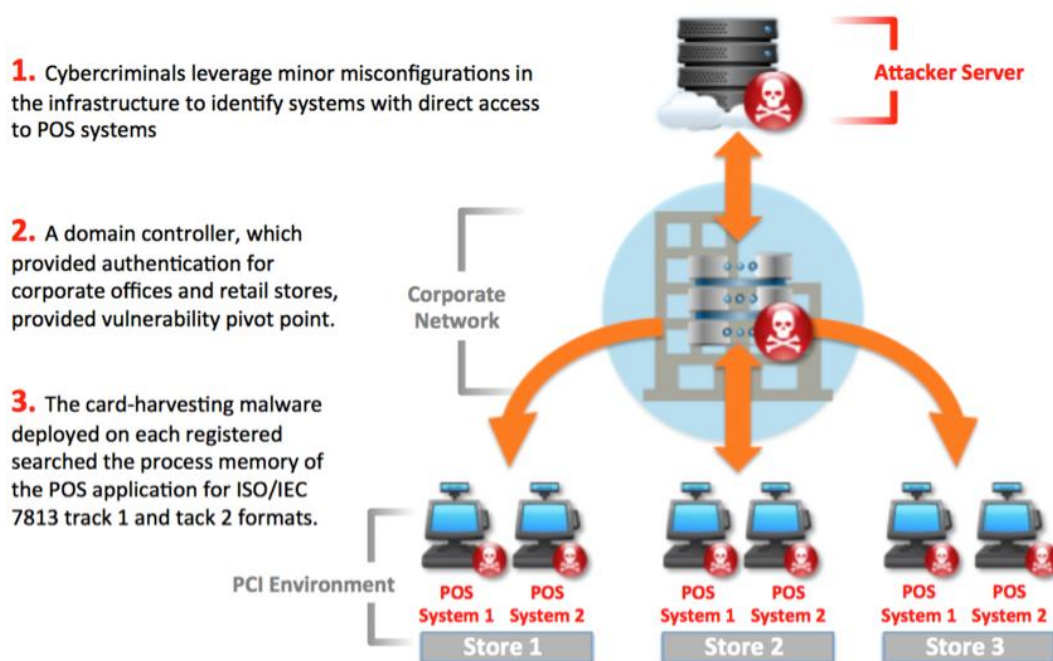 1. Cybercriminals leverage minor misconfigurations in
the infrastructure to identify systems with direct access
to POS systems
Attacker Server
2. A domain controller, which
provided authentication for
corporate offices and retail stores,
provided vulnerability pivot point.
Corporate
Network
3. The card-harvesting malware
deployed on each registered
searched the process memory of
the POS application for ISO/IEC
7813 track 1 and tack 2 formats.
PCI Environment
POS
System 1
POS
System 2
POS
System 1
POS
System 2
POS
System 1
POS
System 2
Store 1
Store 2
Store 3